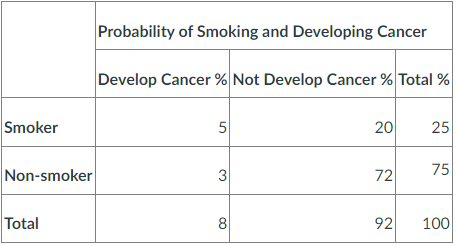 Probability of Smoking and Developing Cancer
Develop Cancer % Not Develop Cancer % Total %
Smoker 5 20 25
Non-smoker 3 72 75
Total 8 92 100